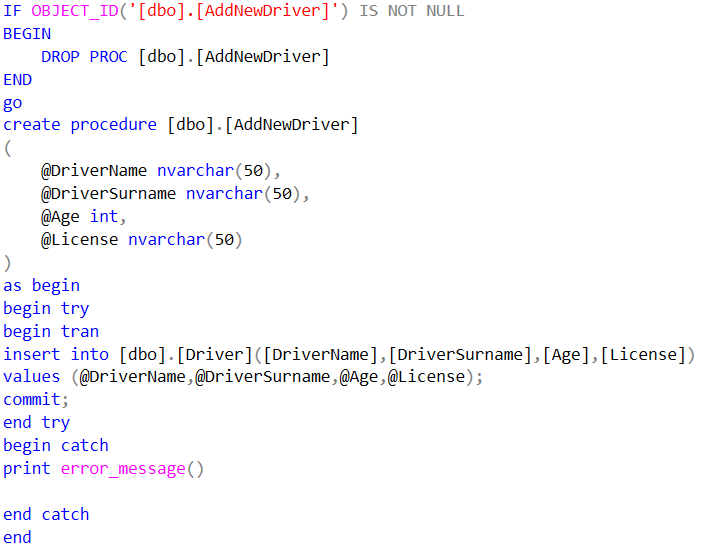 IF OBJECT_ID('[dbo].[AddNewDriver]') IS NOT NULL
BEGIN
    DROP PROC [dbo].[AddNewDriver]
END
go
create procedure [dbo].[AddNewDriver]
(
    @DriverName nvarchar(50),
    @DriverSurname nvarchar(50),
    @Age int,
    @License nvarchar(50)
)
as begin
begin try
begin tran
insert into [dbo].[Driver]([DriverName],[DriverSurname],[Age],[License])
values (@DriverName,@DriverSurname,@Age,@License);
commit;
end try
begin catch
print error_message()

end catch
end